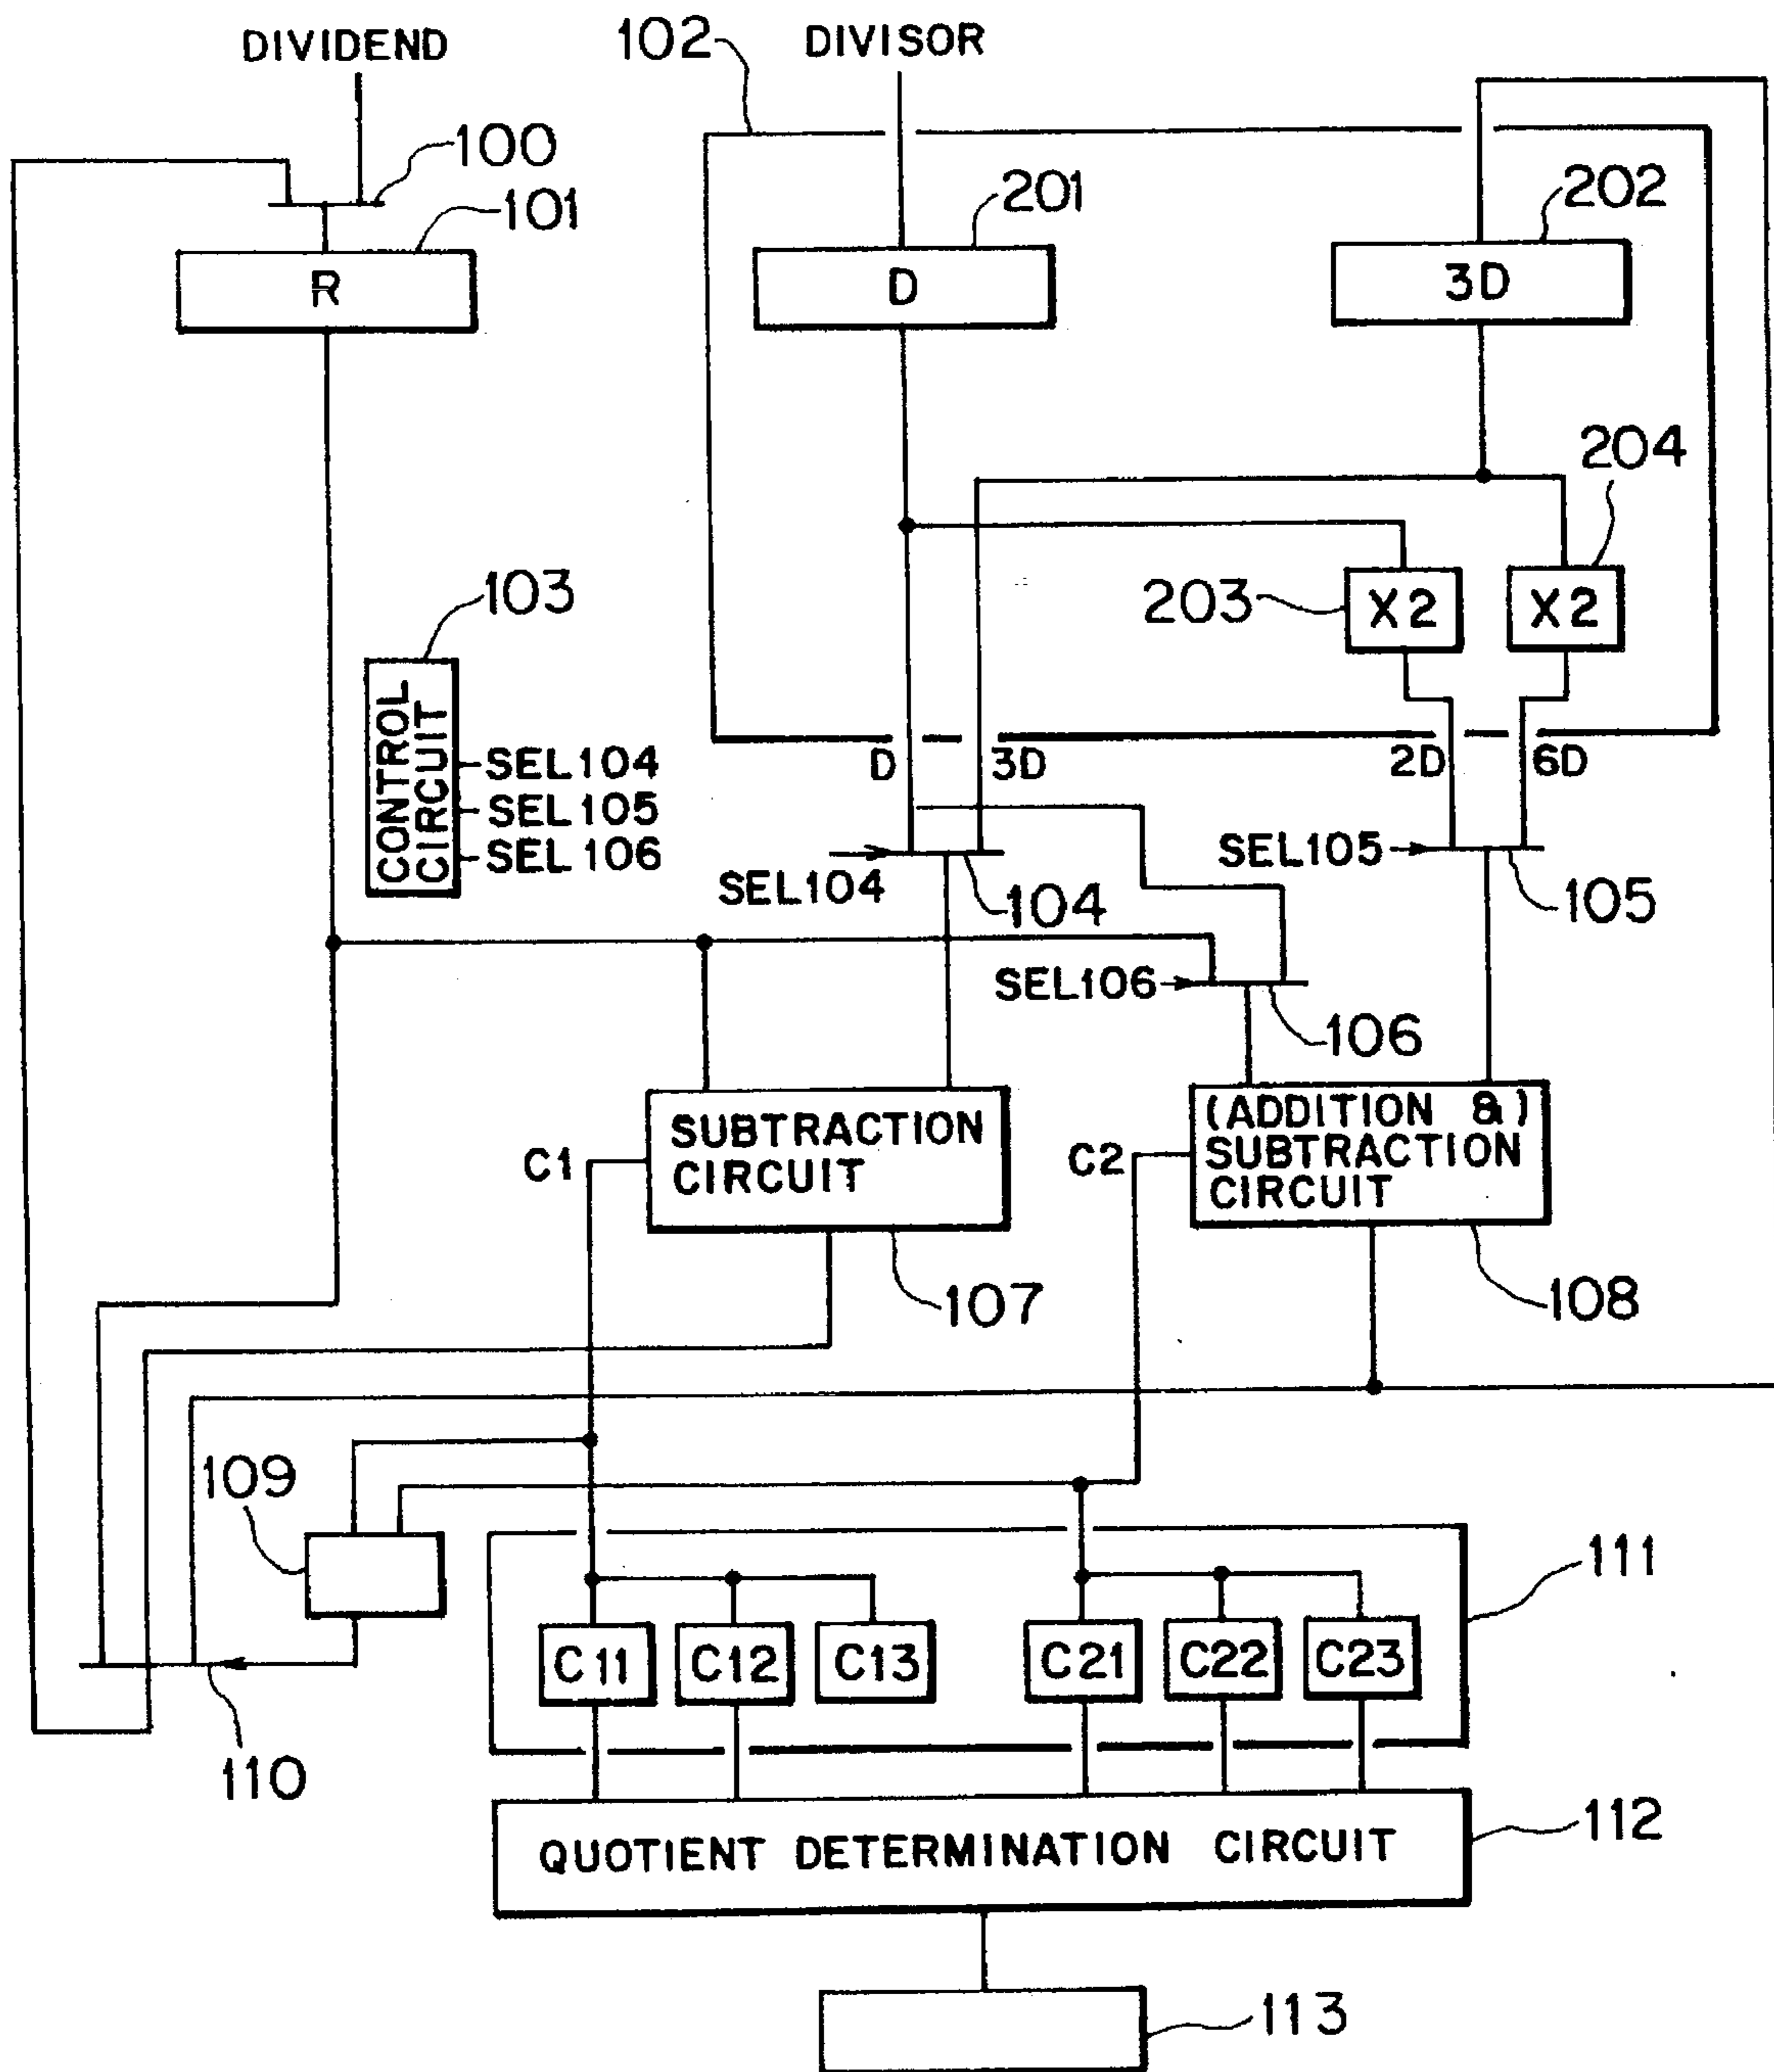 DIVIDEND
102
DIVISOR
100
101
R
201
D
202
3D
204
203
X2
X2
103
CONTROL
CIRCUIT
SEL104
SEL105
SEL106
D
3D
2D
6D
SEL104
104
SEL105
105
SEL106
106
C1
SUBTRACTION
CIRCUIT
107
C2
(ADDITION &)
SUBTRACTION
CIRCUIT
108
109
110
111
C11
C12
C13
C21
C22
C23
QUOTIENT DETERMINATION CIRCUIT
112
113